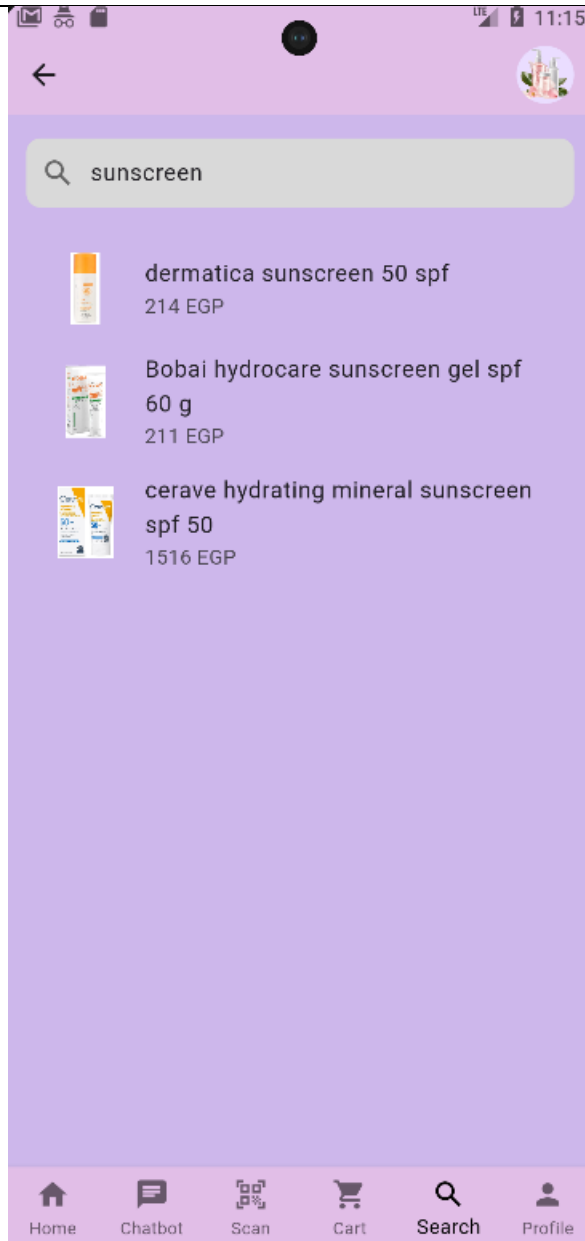 LTE 11:15
sunscreen
dermatica sunscreen 50 spf
214 EGP
Bobai hydrocare sunscreen gel spf
60 g
211 EGP
cerave hydrating mineral sunscreen
spf 50
1516 EGP
Home Chatbot Scan Cart Search Profile